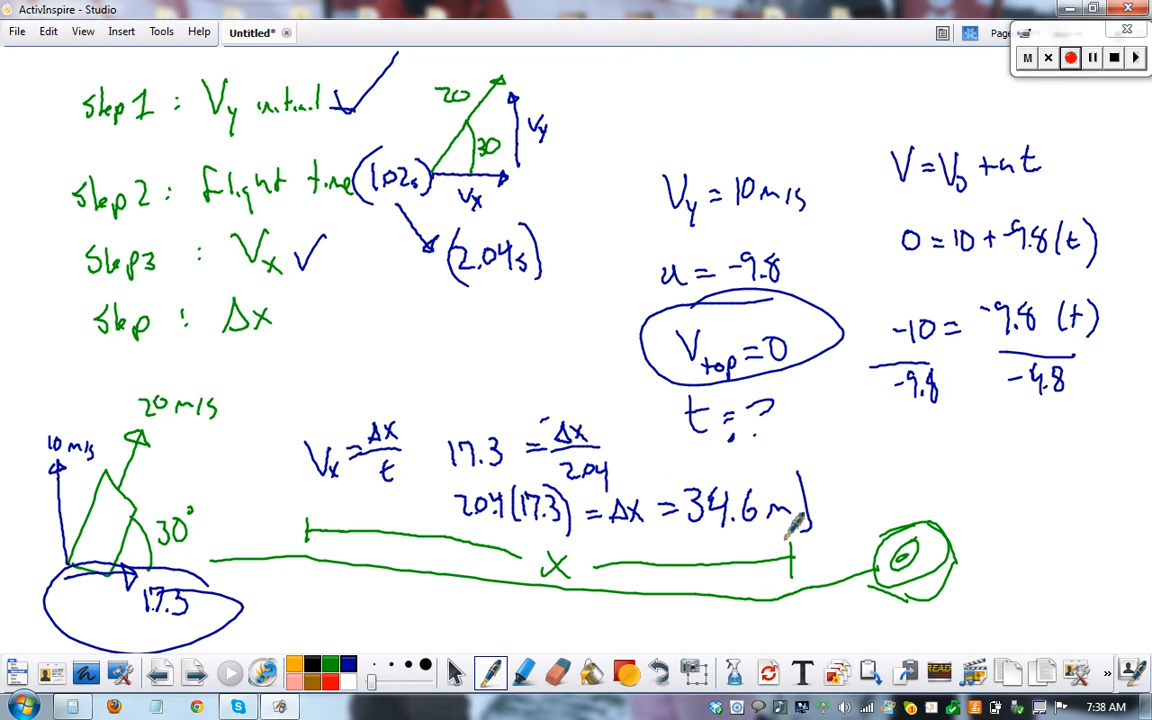 ActivInspire - Studio
File Edit View Insert Tools Help Untitled*
Page
M
Step 1 : Vy initial
20
30
Vy
Vx
Step 2 : flight time (1.02s)
(2.04s)
Step 3 : Vx
Step : Δx
Vy = 10 m/s
a = -9.8
Vtop = 0
t = ?
V = V0 + at
0 = 10 + -9.8(t)
-10 = -9.8 (t)
-9.8 -9.8
20 m/s
10 m/s
30°
17.3
Vx = Δx/t
17.3 = Δx/2.04
2.04(17.3) = Δx = 34.6 m
x
T
READ
»
7:38 AM